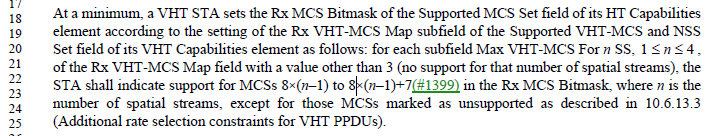 17
18 At a minimum, a VHT STA sets the Rx MCS Bitmask of the Supported MCS Set field of its HT Capabilities
19 element according to the setting of the Rx VHT-MCS Map subfield of the Supported VHT-MCS and NSS
20 Set field of its VHT Capabilities element as follows: for each subfield Max VHT-MCS For n SS, 1 ≤ n ≤ 4 ,
21 of the Rx VHT-MCS Map field with a value other than 3 (no support for that number of spatial streams), the
22 STA shall indicate support for MCSs 8×(n–1) to 8×(n–1)+7(#1399) in the Rx MCS Bitmask, where n is the
23 number of spatial streams, except for those MCSs marked as unsupported as described in 10.6.13.3
24 (Additional rate selection constraints for VHT PPDUs).
25